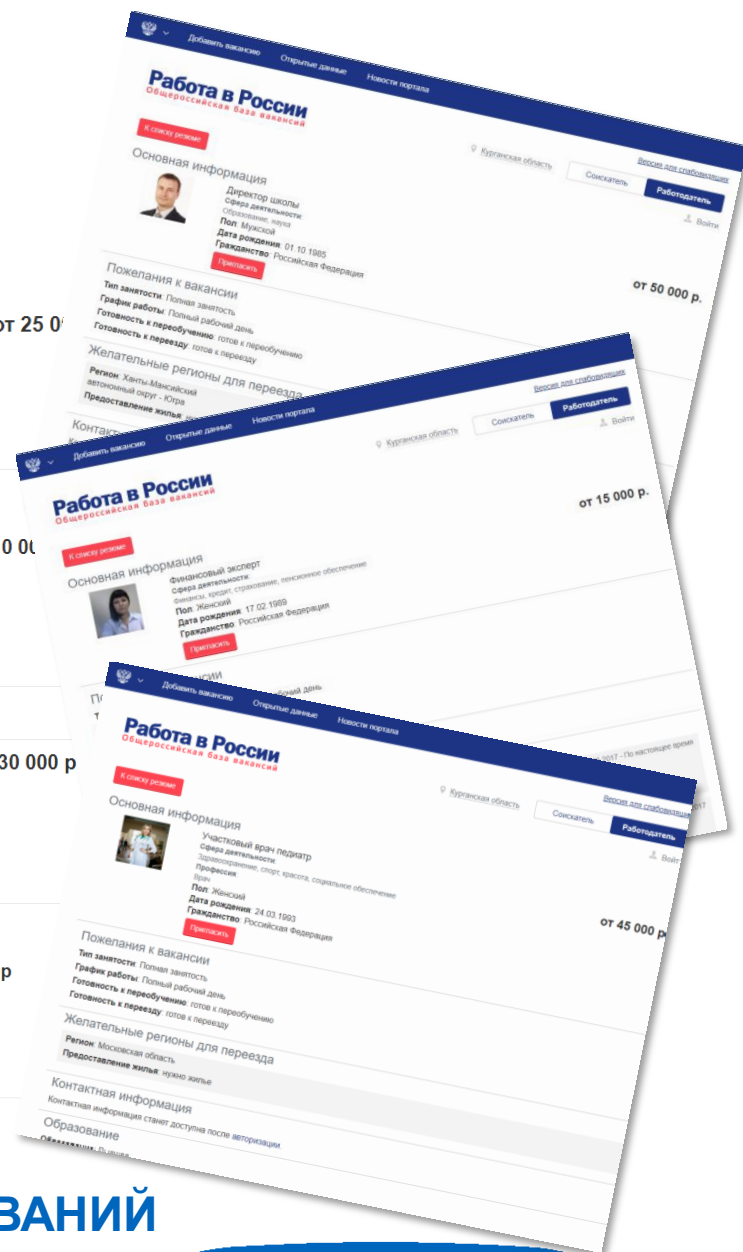 Добавить вакансию Открытые данные Новости портала
Работа в России
Общероссийская база вакансий
Версия для слабовидящих
Курганская область
Соискатель
Работодатель
Войти
К списку резюме
Основная информация
Директор школы
Сфера деятельности:
Образование, наука
Пол: Мужской
Дата рождения: 01.10.1985
Гражданство: Российская Федерация
Пригласить
от 50 000 р.
Пожелания к вакансии
Тип занятости: Полная занятость
График работы: Полный рабочий день
Готовность к переобучению: готов к переобучению
Готовность к переезду: готов к переезду
Желательные регионы для переезда
Регион: Ханты-Мансийский
автономный округ - Югра
Предоставление жилья:
от 25 0
Добавить вакансию Открытые данные Новости портала
Версия для слабовидящих
Курганская область
Соискатель
Работодатель
Войти
Работа в России
Общероссийская база вакансий
от 15 000 р.
К списку резюме
Основная информация
Финансовый эксперт
Сфера деятельности:
Финансы, кредит, страхование, пенсионное обеспечение
Пол: Женский
Дата рождения: 17.02.1989
Гражданство: Российская Федерация
Пригласить
2017 - По настоящее время
30 000 р
Добавить вакансию Открытые данные Новости портала
Работа в России
Общероссийская база вакансий
Версия для слабовидящих
Курганская область
Соискатель
Работодатель
К списку резюме
Основная информация
Участковый врач педиатр
Сфера деятельности:
Здравоохранение, спорт, красота, социальное обеспечение
Профессия:
Врач
Пол: Женский
Дата рождения: 24.03.1993
Гражданство: Российская Федерация
Пригласить
от 45 000 р
Пожелания к вакансии
Тип занятости: Полная занятость
График работы: Полный рабочий день
Готовность к переобучению: готов к переобучению
Готовность к переезду: готов к переезду
Желательные регионы для переезда
Регион: Московская область
Предоставление жилья: нужно жилье
Контактная информация
Контактная информация станет доступна после авторизации.
Образование
ВАНИЙ